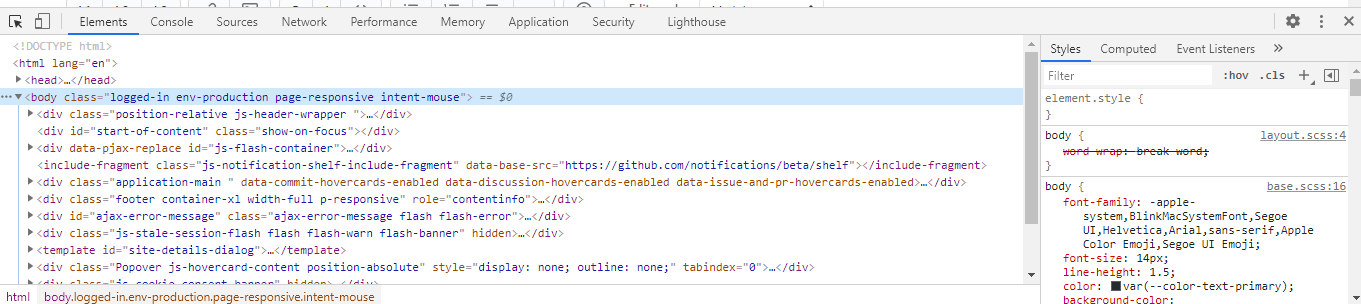 Elements Console Sources Network Performance Memory Application Security Lighthouse
<!DOCTYPE html>
<html lang="en">
<head>…</head>
<body class="logged-in env-production page-responsive intent-mouse"> == $0
<div class="position-relative js-header-wrapper ">…</div>
<div id="start-of-content" class="show-on-focus"></div>
<div data-pjax-replace id="js-flash-container">…</div>
<include-fragment class="js-notification-shelf-include-fragment" data-base-src="https://github.com/notifications/beta/shelf"></include-fragment>
<div class="application-main " data-commit-hovercards-enabled data-discussion-hovercards-enabled data-issue-and-pr-hovercards-enabled>…</div>
<div class="footer container-xl width-full p-responsive" role="contentinfo">…</div>
<div id="ajax-error-message" class="ajax-error-message flash flash-error">…</div>
<div class="js-stale-session-flash flash flash-warn flash-banner" hidden>…</div>
<template id="site-details-dialog">…</template>
<div class="Popover js-hovercard-content position-absolute" style="display: none; outline: none;" tabindex="0">…</div>
html body.logged-in.env-production.page-responsive.intent-mouse
Styles Computed Event Listeners »
Filter :hov .cls +
element.style {
}
body { layout.scss:4
word-wrap: break-word;
}
body { base.scss:16
font-family: -apple-
system,BlinkMacSystemFont,Segoe
UI,Helvetica,Arial,sans-serif,Apple
Color Emoji,Segoe UI Emoji;
font-size: 14px;
line-height: 1.5;
color: var(--color-text-primary);
background-color: